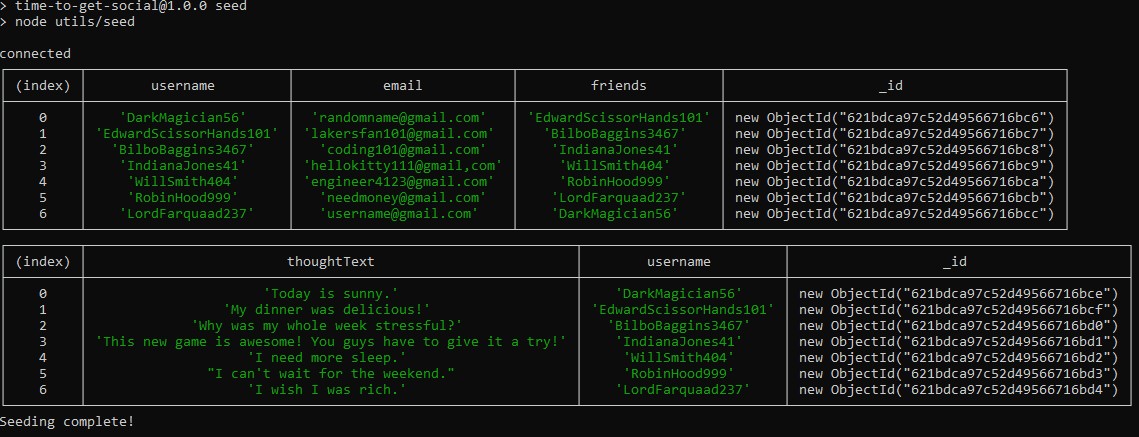 > time-to-get-social@1.0.0 seed
> node utils/seed
connected
(index) username email friends _id
0 'DarkMagician56' 'randomname@gmail.com' 'EdwardScissorHands101' new ObjectId("621bdca97c52d49566716bc6")
1 'EdwardScissorHands101' 'lakersfan101@gmail.com' 'BilboBaggins3467' new ObjectId("621bdca97c52d49566716bc7")
2 'BilboBaggins3467' 'coding101@gmail.com' 'IndianaJones41' new ObjectId("621bdca97c52d49566716bc8")
3 'IndianaJones41' 'hellokitty111@gmail,com' 'WillSmith404' new ObjectId("621bdca97c52d49566716bc9")
4 'WillSmith404' 'engineer4123@gmail.com' 'RobinHood999' new ObjectId("621bdca97c52d49566716bca")
5 'RobinHood999' 'needmoney@gmail.com' 'LordFarquaad237' new ObjectId("621bdca97c52d49566716bcb")
6 'LordFarquaad237' 'username@gmail.com' 'DarkMagician56' new ObjectId("621bdca97c52d49566716bcc")
(index) thoughtText username _id
0 'Today is sunny.' 'DarkMagician56' new ObjectId("621bdca97c52d49566716bce")
1 'My dinner was delicious!' 'EdwardScissorHands101' new ObjectId("621bdca97c52d49566716bcf")
2 'Why was my whole week stressful?' 'BilboBaggins3467' new ObjectId("621bdca97c52d49566716bd0")
3 'This new game is awesome! You guys have to give it a try!' 'IndianaJones41' new ObjectId("621bdca97c52d49566716bd1")
4 'I need more sleep.' 'WillSmith404' new ObjectId("621bdca97c52d49566716bd2")
5 "I can't wait for the weekend." 'RobinHood999' new ObjectId("621bdca97c52d49566716bd3")
6 'I wish I was rich.' 'LordFarquaad237' new ObjectId("621bdca97c52d49566716bd4")
Seeding complete!